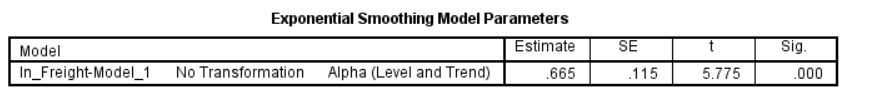 Exponential Smoothing Model Parameters
Model Estimate SE t Sig.
ln_Freight-Model_1 No Transformation Alpha (Level and Trend) .665 .115 5.775 .000